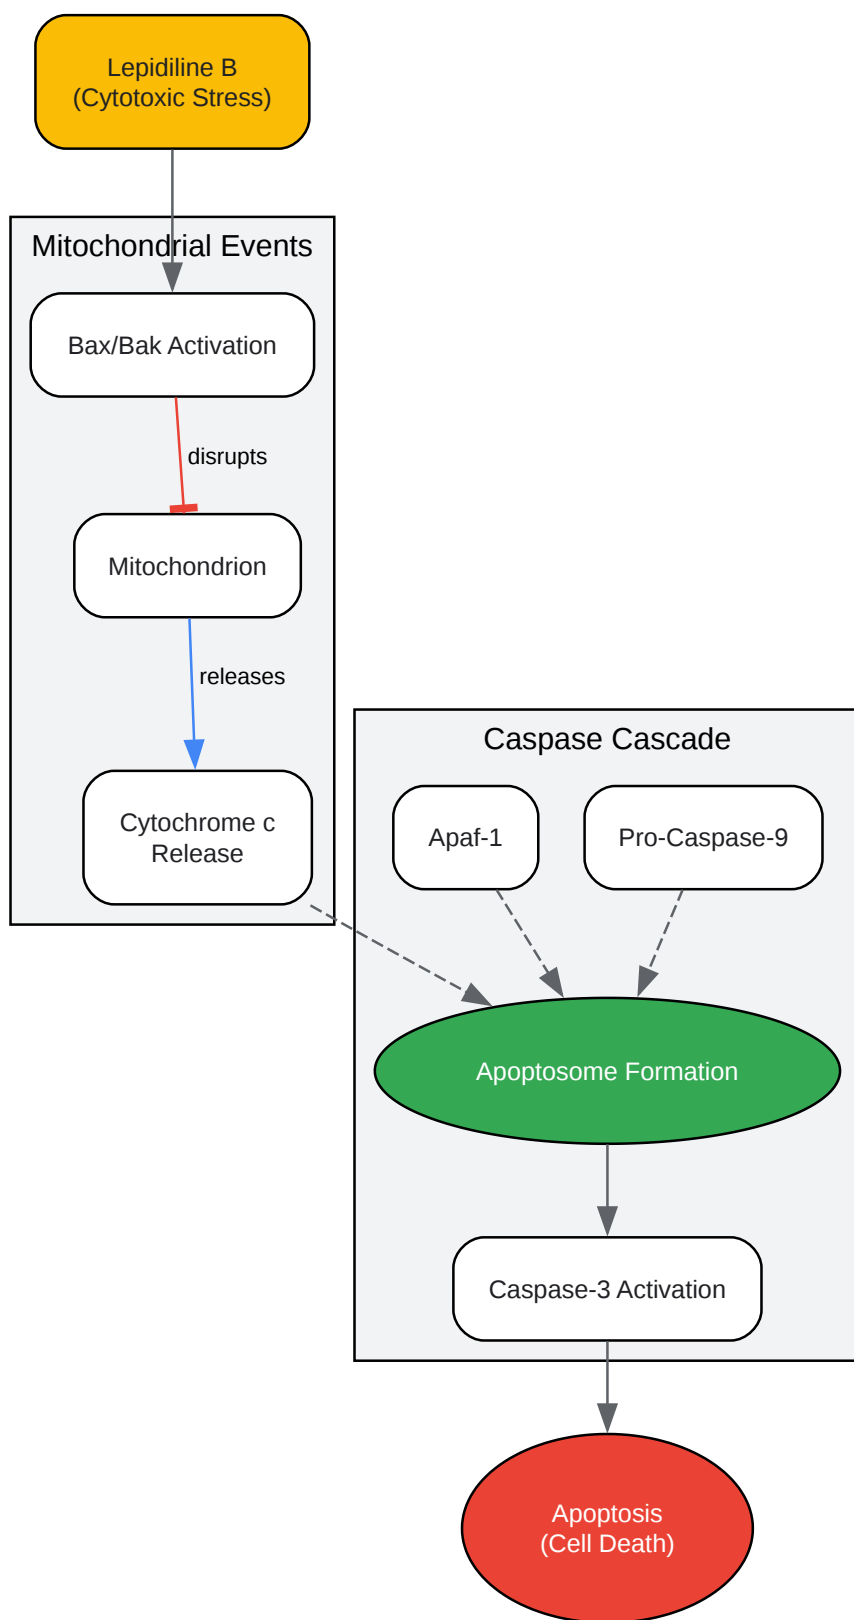 Lepidiline B
(Cytotoxic Stress)
Mitochondrial Events
Bax/Bak Activation
disrupts
Mitochondrion
releases
Cytochrome c
Release
Caspase Cascade
Apaf-1
Pro-Caspase-9
Apoptosome Formation
Caspase-3 Activation
Apoptosis
(Cell Death)